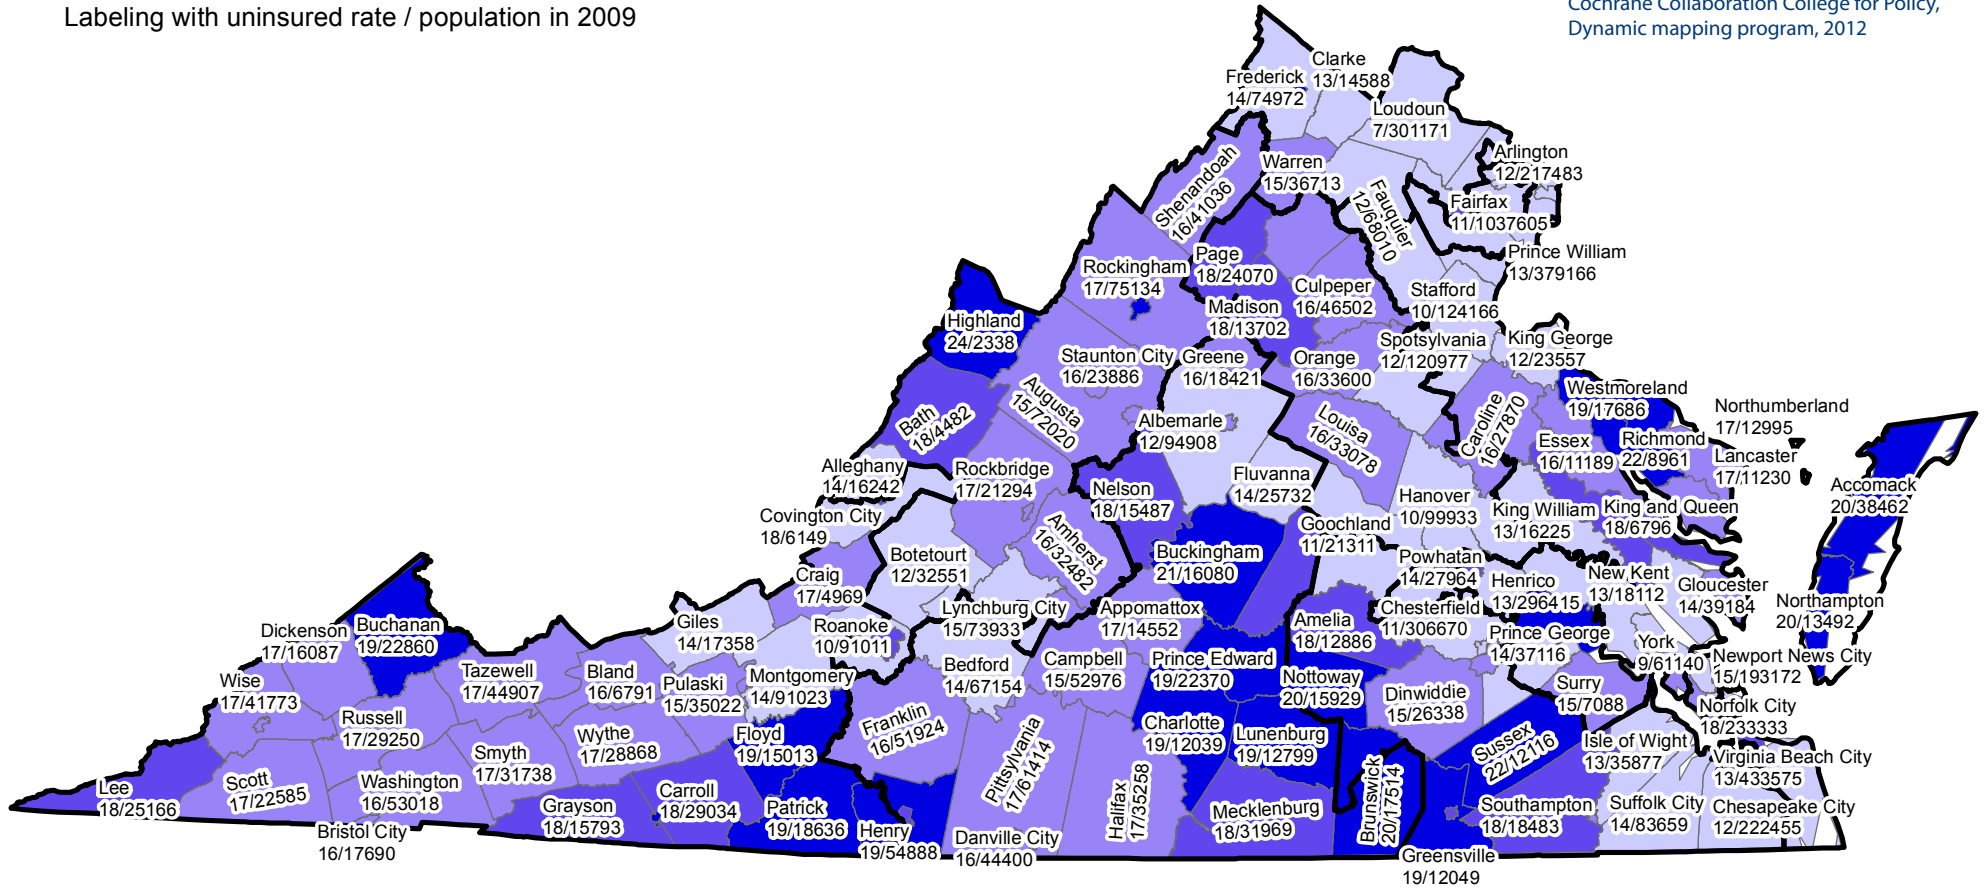 Labeling with uninsured rate / population in 2009
Cochrane Collaboration College for Policy,
Dynamic mapping program, 2012
Clarke
13/14588
Frederick
14/74972
Loudoun
7/301171
Arlington
12/217483
Shenandoah
16/41036
Warren
15/36713
Fauquier
12/68010
Fairfax
11/1037605
Prince William
13/379166
Rockingham
17/75134
Page
18/24070
Culpeper
16/46502
Stafford
10/124166
Madison
18/13702
Highland
24/2338
Spotsylvania
12/120977
King George
12/23557
Staunton City
16/23886
Greene
16/18421
Orange
16/33600
Westmoreland
19/17686
Northumberland
17/12995
Augusta
15/72020
Bath
18/4482
Albemarle
12/94908
Louisa
16/33078
Caroline
16/27870
Essex
16/11189
Richmond
22/8961
Lancaster
17/11230
Alleghany
14/16242
Rockbridge
17/21294
Nelson
18/15487
Fluvanna
14/25732
Hanover
10/99933
King William
13/16225
King and Queen
18/6796
Accomack
20/38462
Covington City
18/6149
Amherst
16/32482
Goochland
11/21311
Botetourt
12/32551
Buckingham
21/16080
Powhatan
14/27964
Henrico
13/296415
New Kent
13/18112
Gloucester
14/39184
Craig
17/4969
Northampton
20/13492
Lynchburg City
15/73933
Appomattox
17/14552
Amelia
18/12886
Chesterfield
11/306670
Prince George
14/37116
York
9/61140
Dickenson
17/16087
Buchanan
19/22860
Giles
14/17358
Roanoke
10/91011
Newport News City
15/193172
Wise
17/41773
Tazewell
17/44907
Bland
16/6791
Pulaski
15/35022
Montgomery
14/91023
Bedford
14/67154
Campbell
15/52976
Prince Edward
19/22370
Nottoway
20/15929
Dinwiddie
15/26338
Surry
15/7088
Norfolk City
18/233333
Russell
17/29250
Smyth
17/31738
Wythe
17/28868
Floyd
19/15013
Franklin
16/51924
Pittsylvania
17/61414
Charlotte
19/12039
Lunenburg
19/12799
Sussex
22/12116
Isle of Wight
13/35877
Virginia Beach City
13/433575
Lee
18/25166
Scott
17/22585
Washington
16/53018
Grayson
18/15793
Carroll
18/29034
Patrick
19/18636
Henry
19/54888
Halifax
17/35258
Mecklenburg
18/31969
Brunswick
20/17514
Southampton
18/18483
Suffolk City
14/83659
Chesapeake City
12/222455
Bristol City
16/17690
Danville City
16/44400
Greensville
19/12049